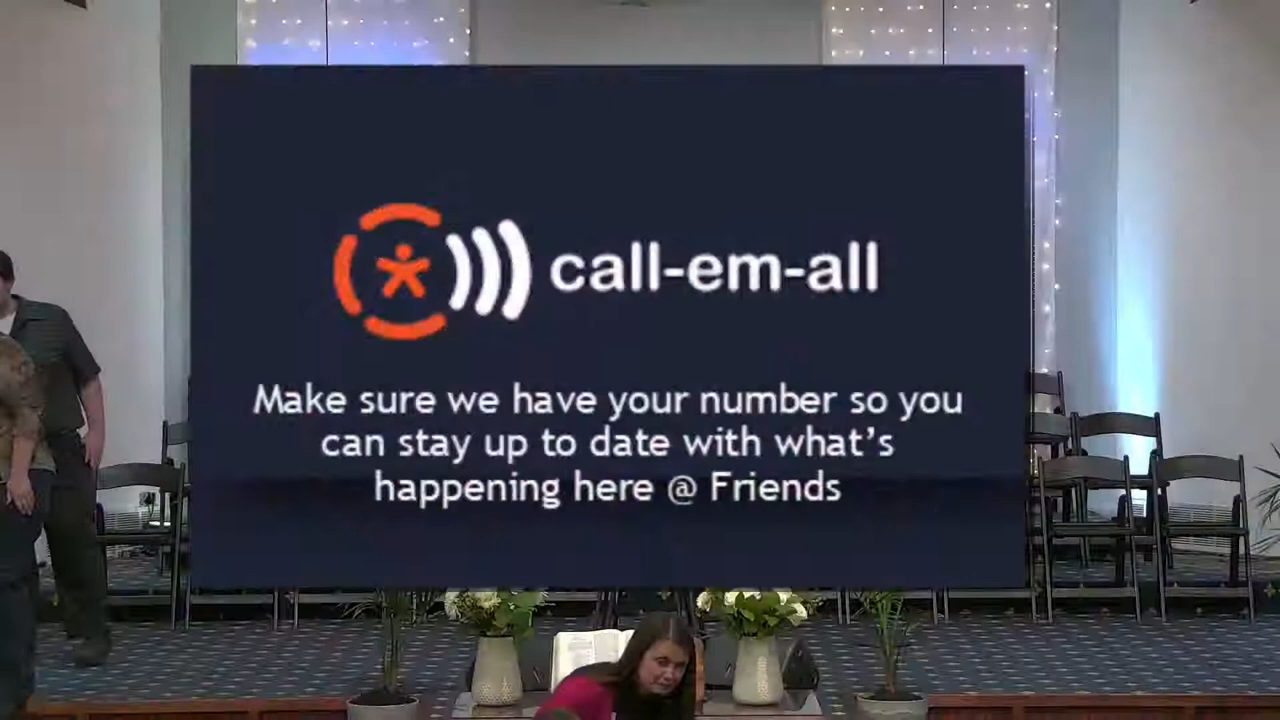 call-em-all
Make sure we have your number so you
can stay up to date with what's
happening here @ Friends